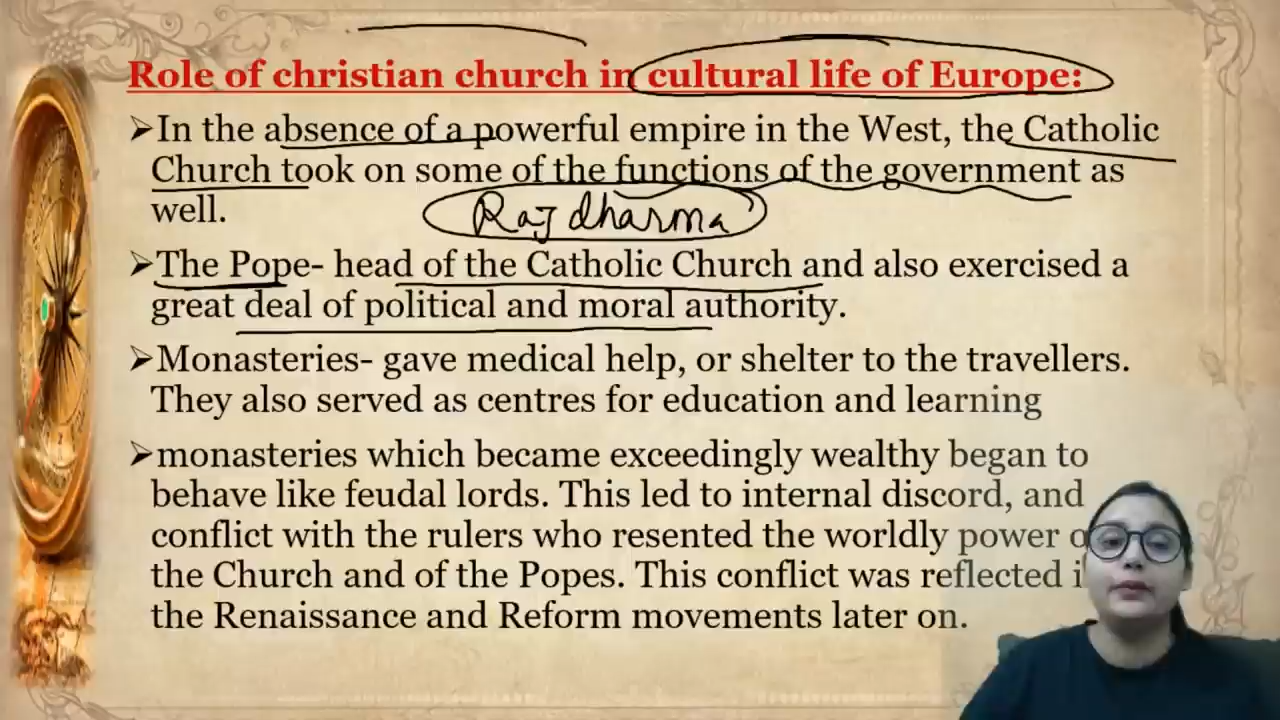 Role of christian church in cultural life of Europe:
➢In the absence of a powerful empire in the West, the Catholic
Church took on some of the functions of the government as
well.
Raj dharma
➢The Pope- head of the Catholic Church and also exercised a
great deal of political and moral authority.
➢Monasteries- gave medical help, or shelter to the travellers.
They also served as centres for education and learning
➢monasteries which became exceedingly wealthy began to
behave like feudal lords. This led to internal discord, and
conflict with the rulers who resented the worldly power
the Church and of the Popes. This conflict was reflected
the Renaissance and Reform movements later on.